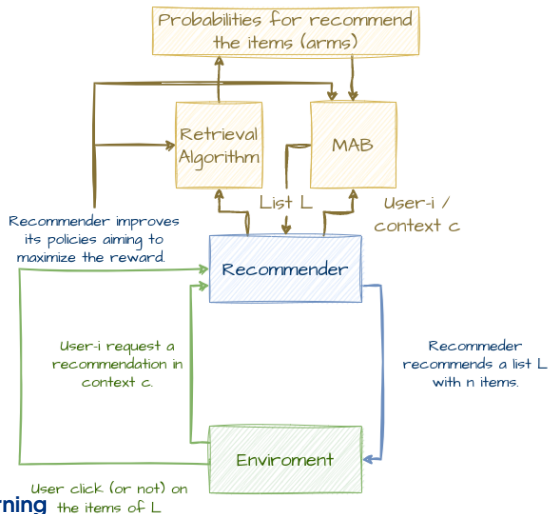 Probabilities for recommend
the items (arms)
Retrieval
Algorithm
MAB
List L
User-i /
context c
Recommender improves
its policies aiming to
maximize the reward.
Recommender
User-i request a
recommendation in
context c.
Recommeder
recommends a list L
with n items.
Enviroment
User click (or not) on
the items of L
rning